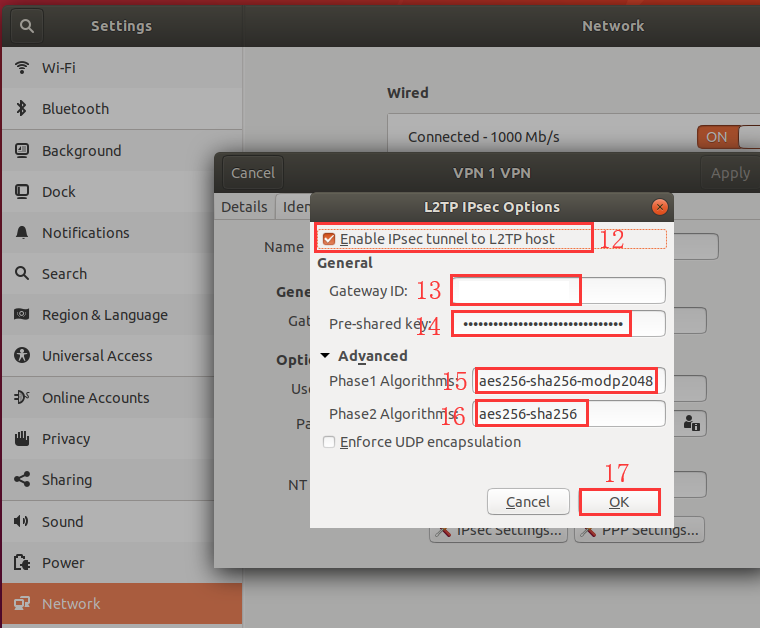 Settings
Network
Wi-Fi
Bluetooth
Background
Dock
Notifications
Search
Region & Language
Universal Access
Online Accounts
Privacy
Sharing
Sound
Power
Network
Wired
Connected - 1000 Mb/s
ON
Cancel
VPN 1 VPN
Apply
Details
Iden
Name
Gene
Gat
Optio
Use
Pa
NT
IPsec Settings...
PPP Settings...
L2TP IPsec Options
Enable IPsec tunnel to L2TP host
12
General
Gateway ID:
13
Pre-shared key:
14
Advanced
Phase1 Algorithms:
15
aes256-sha256-modp2048
Phase2 Algorithms:
16
aes256-sha256
Enforce UDP encapsulation
17
Cancel
OK